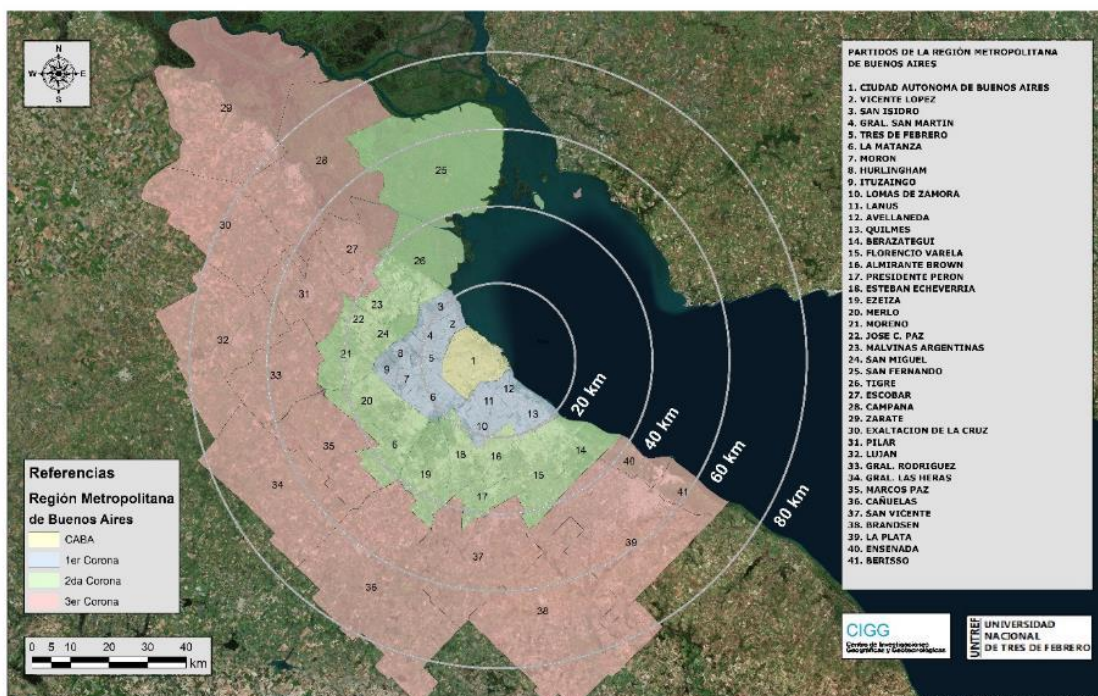 N
W
E
S
PARTIDOS DE LA REGIÓN METROPOLITANA
DE BUENOS AIRES
1. CIUDAD AUTONOMA DE BUENOS AIRES
2. VICENTE LOPEZ
3. SAN ISIDRO
4. GRAL. SAN MARTIN
5. TRES DE FEBRERO
6. LA MATANZA
7. MORON
8. HURLINGHAM
9. ITUZAINGO
10. LOMAS DE ZAMORA
11. LANUS
12. AVELLANEDA
13. QUILMES
14. BERAZATEGUI
15. FLORENCIO VARELA
16. ALMIRANTE BROWN
17. PRESIDENTE PERON
18. ESTEBAN ECHEVERRIA
19. EZEIZA
20. MERLO
21. MORENO
22. JOSE C. PAZ
23. MALVINAS ARGENTINAS
24. SAN MIGUEL
25. SAN FERNANDO
26. TIGRE
27. ESCOBAR
28. CAMPANA
29. ZARATE
30. EXALTACION DE LA CRUZ
31. PILAR
32. LUJAN
33. GRAL. RODRIGUEZ
34. GRAL. LAS HERAS
35. MARCOS PAZ
36. CAÑUELAS
37. SAN VICENTE
38. BRANDSEN
39. LA PLATA
40. ENSENADA
41. BERISSO
29
28
25
30
27
26
31
23
3
22
24
4
2
32
21
8
5
1
33
9
7
12
20
6
11
13
10
35
6
18
16
14
34
19
15
40
17
41
37
39
36
38
20 km
40 km
60 km
80 km
Referencias
Región Metropolitana
de Buenos Aires
CABA
1er Corona
2da Corona
3er Corona
0 5 10 20 30 40
km
CIGG
Centro de Investigaciones
Geográficas y Geotecnológicas
UNTREF
UNIVERSIDAD
NACIONAL
DE TRES DE FEBRERO